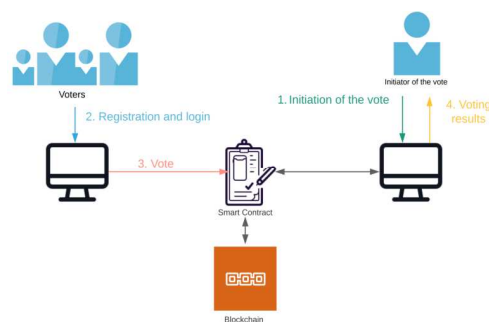 Voters
Initiator of the vote
1. Initiation of the vote
4. Voting
results
2. Registration and login
3. Vote
Smart Contract
Blockchain